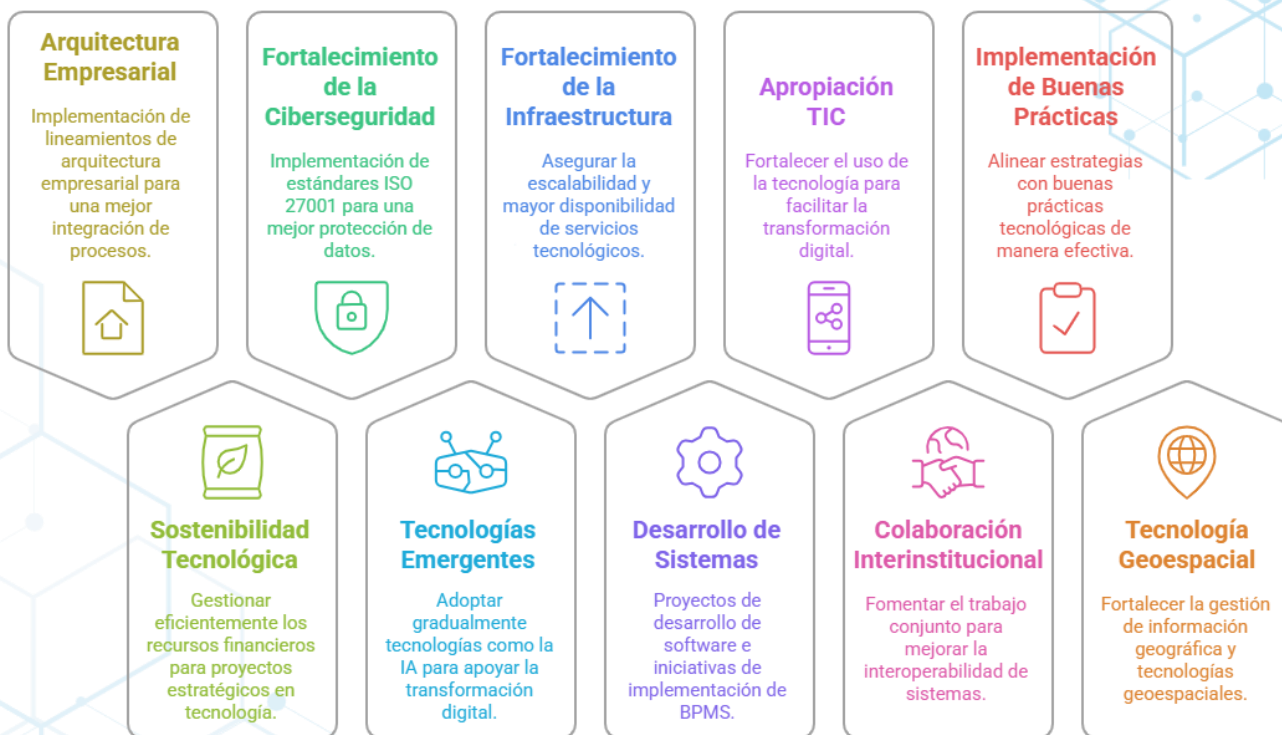 Arquitectura
Empresarial
Implementación de
lineamientos de
arquitectura
empresarial para
una mejor
integración de
procesos.
Fortalecimiento
de la
Ciberseguridad
Implementación de
estándares ISO
27001 para una
mejor protección de
datos.
Fortalecimiento
de la
Infraestructura
Asegurar la
escalabilidad y
mayor disponibilidad
de servicios
tecnológicos.
Apropiación
TIC
Fortalecer el uso de
la tecnología para
facilitar la
transformación
digital.
Implementación
de Buenas
Prácticas
Alinear estrategias
con buenas
prácticas
tecnológicas de
manera efectiva.
Sostenibilidad
Tecnológica
Gestionar
eficientemente los
recursos financieros
para proyectos
estratégicos en
tecnología.
Tecnologías
Emergentes
Adoptar
gradualmente
tecnologías como la
IA para apoyar la
transformación
digital.
Desarrollo de
Sistemas
Proyectos de
desarrollo de
software e
iniciativas de
implementación de
BPMS.
Colaboración
Interinstitucional
Fomentar el trabajo
conjunto para
mejorar la
interoperabilidad de
sistemas.
Tecnología
Geoespacial
Fortalecer la gestión
de información
geográfica y
tecnologías
geoespaciales.